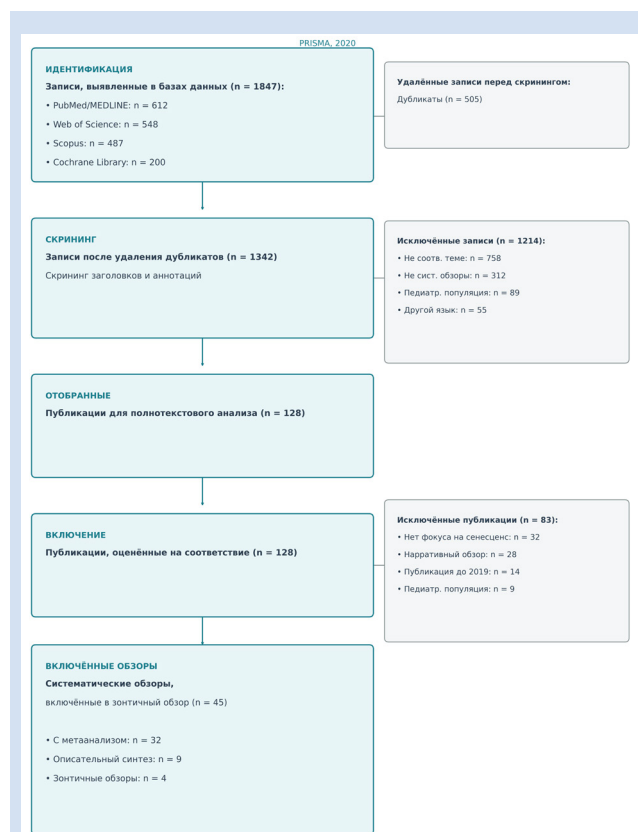 PRISMA, 2020
ИДЕНТИФИКАЦИЯ
Записи, выявленные в базах данных (n = 1847):
• PubMed/MEDLINE: n = 612
• Web of Science: n = 548
• Scopus: n = 487
• Cochrane Library: n = 200
Удалённые записи перед скринингом:
Дубликаты (n = 505)
СКРИНИНГ
Записи после удаления дубликатов (n = 1342)
Скрининг заголовков и аннотаций
Исключённые записи (n = 1214):
• Не соотв. теме: n = 758
• Не сист. обзоры: n = 312
• Педиатр. популяция: n = 89
• Другой язык: n = 55
ОТОБРАННЫЕ
Публикации для полнотекстового анализа (n = 128)
ВКЛЮЧЕНИЕ
Публикации, оценённые на соответствие (n = 128)
Исключённые публикации (n = 83):
• Нет фокуса на сенесценс: n = 32
• Нарративный обзор: n = 28
• Публикация до 2019: n = 14
• Педиатр. популяция: n = 9
ВКЛЮЧЁННЫЕ ОБЗОРЫ
Систематические обзоры,
включённые в зонтичный обзор (n = 45)
• С метаанализом: n = 32
• Описательный синтез: n = 9
• Зонтичные обзоры: n = 4